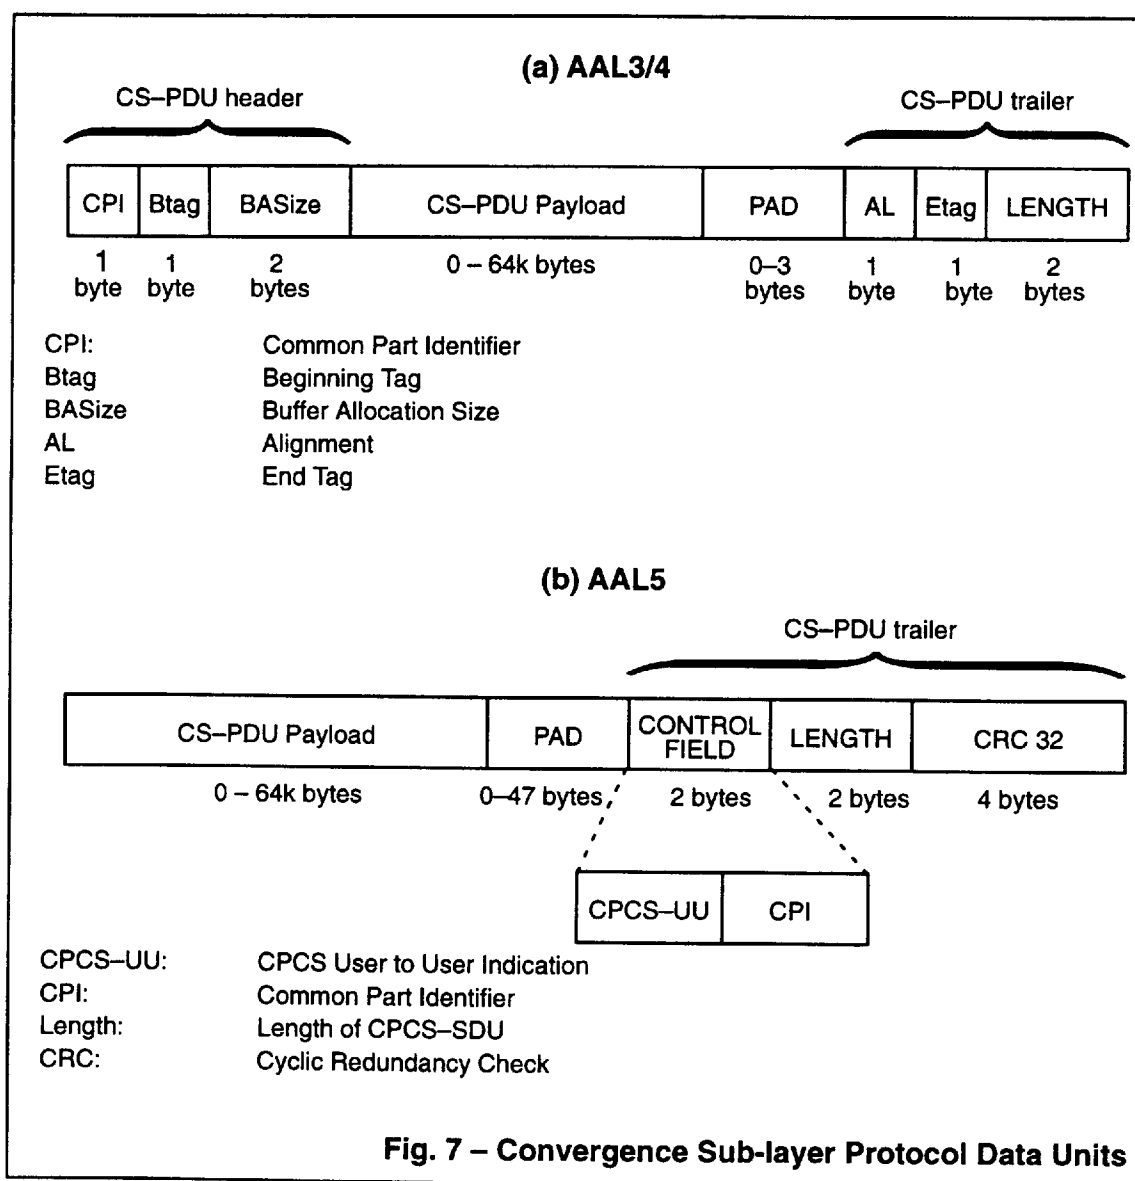 (a) AAL3/4
CS–PDU header CS–PDU trailer
CPI Btag BASize CS–PDU Payload PAD AL Etag LENGTH
1 byte 1 byte 2 bytes 0 – 64k bytes 0–3 bytes 1 byte 1 byte 2 bytes
CPI: Common Part Identifier
Btag Beginning Tag
BASize Buffer Allocation Size
AL Alignment
Etag End Tag
(b) AAL5
CS–PDU trailer
CS–PDU Payload PAD CONTROL FIELD LENGTH CRC 32
0 – 64k bytes 0–47 bytes 2 bytes 2 bytes 4 bytes
CPCS–UU CPI
CPCS–UU: CPCS User to User Indication
CPI: Common Part Identifier
Length: Length of CPCS–SDU
CRC: Cyclic Redundancy Check
Fig. 7 – Convergence Sub-layer Protocol Data Units